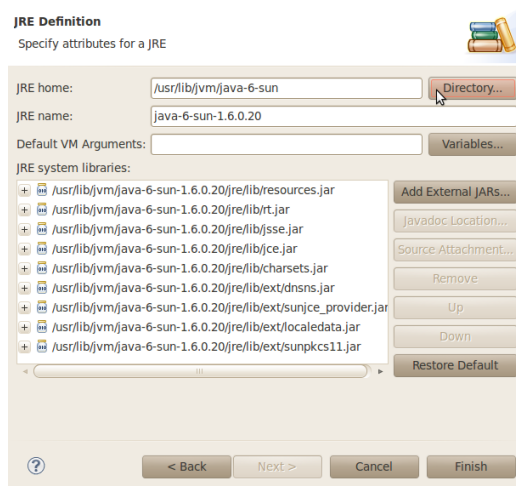 JRE Definition
Specify attributes for a JRE
JRE home: /usr/lib/jvm/java-6-sun Directory...
JRE name: java-6-sun-1.6.0.20
Default VM Arguments: Variables...
JRE system libraries:
/usr/lib/jvm/java-6-sun-1.6.0.20/jre/lib/resources.jar Add External JARs...
/usr/lib/jvm/java-6-sun-1.6.0.20/jre/lib/rt.jar
Javadoc Location...
/usr/lib/jvm/java-6-sun-1.6.0.20/jre/lib/jsse.jar
/usr/lib/jvm/java-6-sun-1.6.0.20/jre/lib/jce.jar Source Attachment...
/usr/lib/jvm/java-6-sun-1.6.0.20/jre/lib/charsets.jar
Remove
/usr/lib/jvm/java-6-sun-1.6.0.20/jre/lib/ext/dnsns.jar
/usr/lib/jvm/java-6-sun-1.6.0.20/jre/lib/ext/sunjce_provider.jar Up
/usr/lib/jvm/java-6-sun-1.6.0.20/jre/lib/ext/localedata.jar
Down
/usr/lib/jvm/java-6-sun-1.6.0.20/jre/lib/ext/sunpkcs11.jar
Restore Default
? < Back Next > Cancel Finish